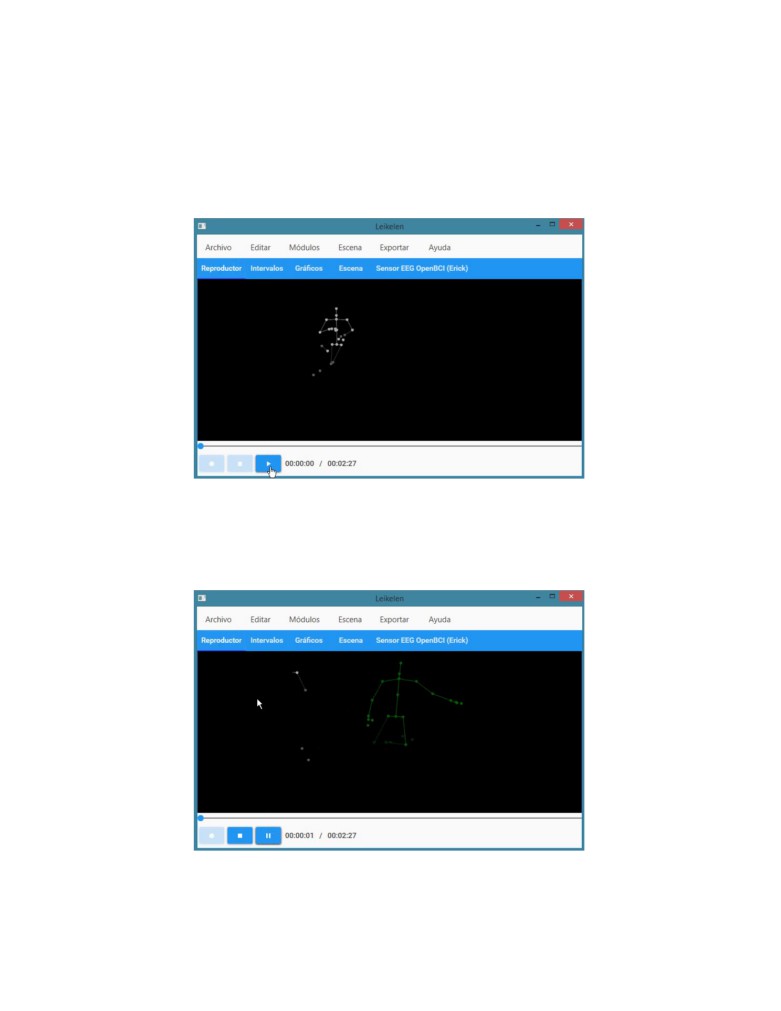 Leikelen
Archivo Editar Módulos Escena Exportar Ayuda
Reproductor Intervalos Gráficos Escena Sensor EEG OpenBCI (Erick)
00:00:00 / 00:02:27
Leikelen
Archivo Editar Módulos Escena Exportar Ayuda
Reproductor Intervalos Gráficos Escena Sensor EEG OpenBCI (Erick)
00:00:01 / 00:02:27